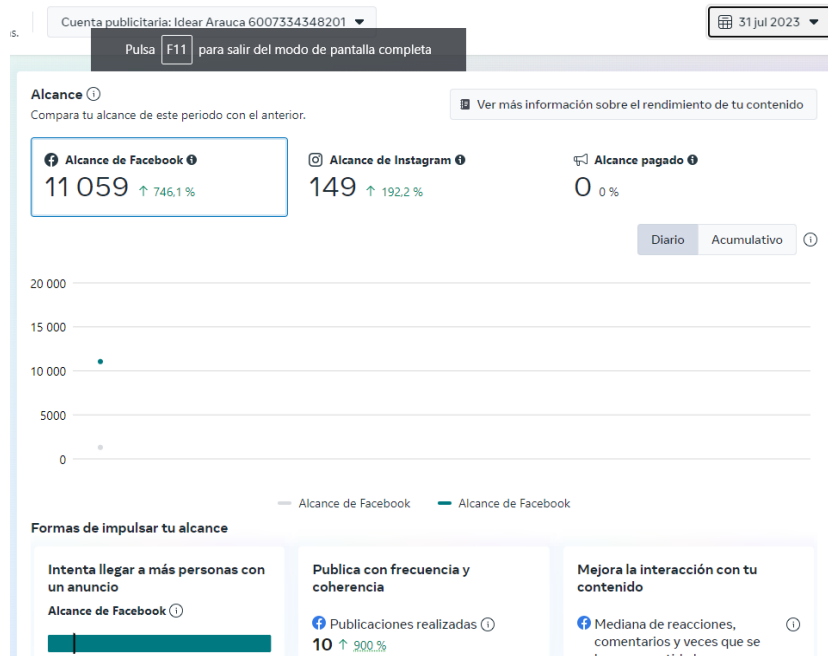 s.
Cuenta publicitaria: Idear Arauca 6007334348201
31 jul 2023
Pulsa F11 para salir del modo de pantalla completa
Alcance
Compara tu alcance de este periodo con el anterior.
Ver más información sobre el rendimiento de tu contenido
Alcance de Facebook
11 059 ↑ 746,1 %
Alcance de Instagram
149 ↑ 192,2 %
Alcance pagado
0 0 %
Diario
Acumulativo
20 000
15 000
10 000
5000
0
Alcance de Facebook
Alcance de Facebook
Formas de impulsar tu alcance
Intenta llegar a más personas con
un anuncio
Alcance de Facebook
Publica con frecuencia y
coherencia
Publicaciones realizadas
10 ↑ 900 %
Mejora la interacción con tu
contenido
Mediana de reacciones,
comentarios y veces que se